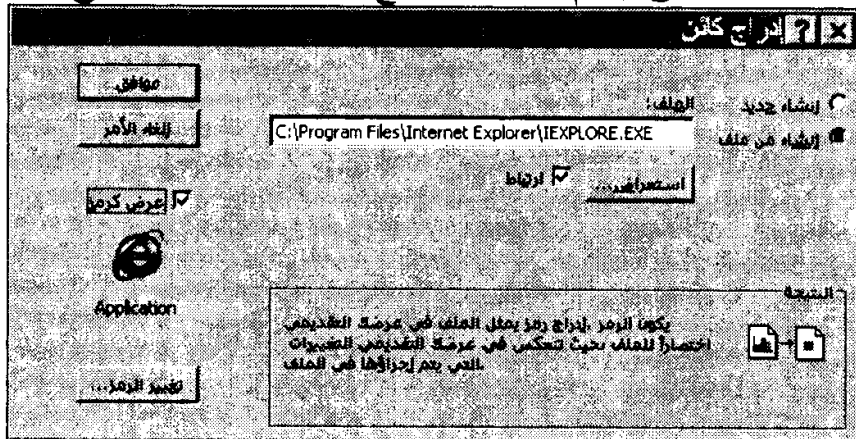 إدراج كائن
إنشاء جديد
إنشاء من ملف
الملف:
C:\Program Files\Internet Explorer\IEXPLORE.EXE
استعراض...
ارتباط
موافق
إلغاء الأمر
عرض كرمز
Application
تغيير الرمز...
النتيجة
يكون الرمز .إدراج رمز يمثل الملف في عرضك التقديمي
اختصاراً للملف بحيث تنعكس في عرضك التقديمي التغييرات
.التي يتم إجراؤها في الملف